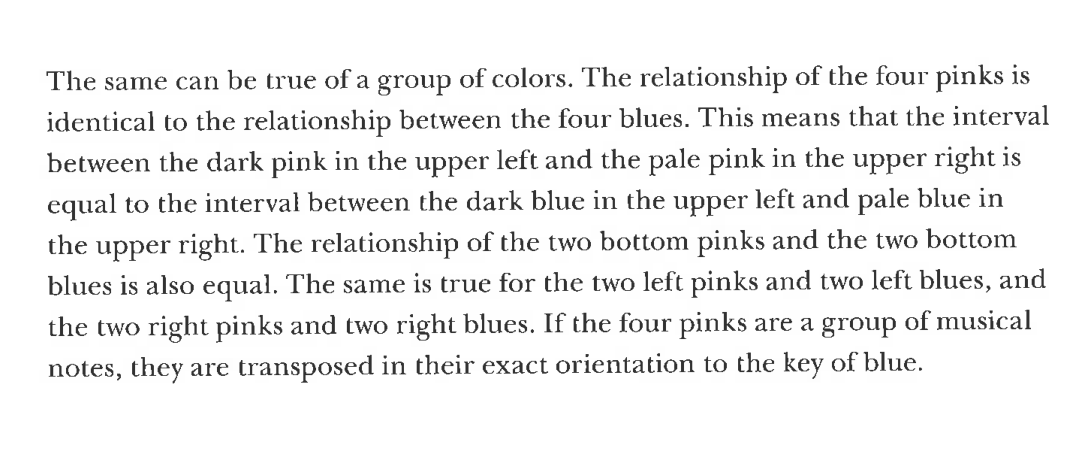 The same can be true of a group of colors. The relationship of the four pinks is
identical to the relationship between the four blues. This means that the interval
between the dark pink in the upper left and the pale pink in the upper right is
equal to the interval between the dark blue in the upper left and pale blue in
the upper right. The relationship of the two bottom pinks and the two bottom
blues is also equal. The same is true for the two left pinks and two left blues, and
the two right pinks and two right blues. If the four pinks are a group of musical
notes, they are transposed in their exact orientation to the key of blue.